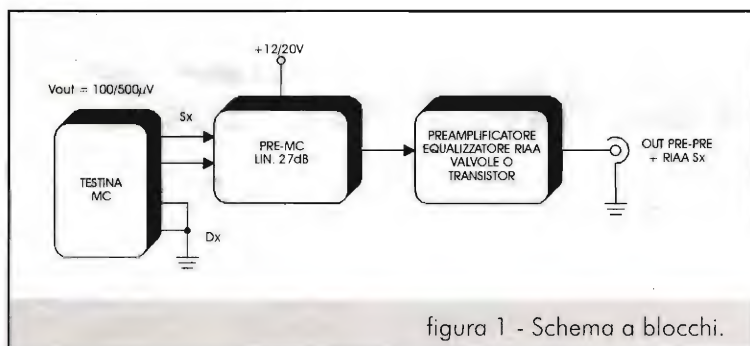 +12/20V
Vout = 100/500µV
Sx
TESTINA
MC
Dx
PRE-MC
LIN. 27dB
PREAMPLIFICATORE
EQUALIZZATORE RIAA
VALVOLE O
TRANSISTOR
OUT PRE-PRE
+ RIAA Sx
figura 1 - Schema a blocchi.